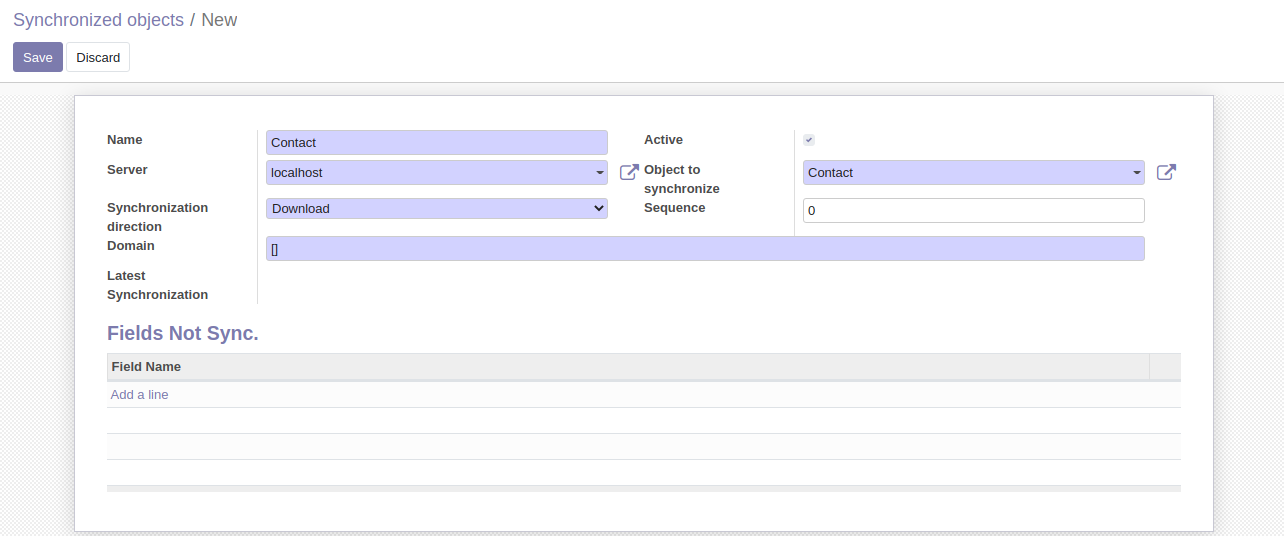 Synchronized objects / New
Save Discard
Name Contact Active
Server localhost Object to
synchronize Contact
Synchronization
direction Download Sequence 0
Domain []
Latest
Synchronization
Fields Not Sync.
Field Name
Add a line